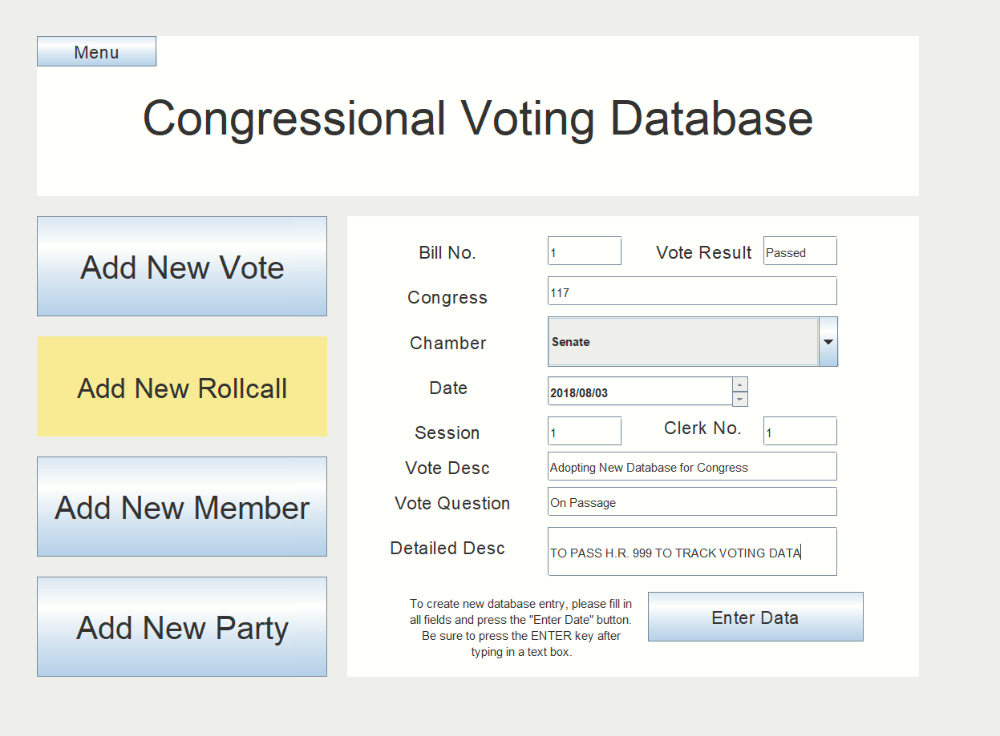 Menu
Congressional Voting Database
Add New Vote
Add New Rollcall
Add New Member
Add New Party
Bill No. 1 Vote Result Passed
Congress 117
Chamber Senate
Date 2018/08/03
Session 1 Clerk No. 1
Vote Desc Adopting New Database for Congress
Vote Question On Passage
Detailed Desc TO PASS H.R. 999 TO TRACK VOTING DATA
To create new database entry, please fill in
all fields and press the "Enter Date" button.
Be sure to press the ENTER key after
typing in a text box.
Enter Data